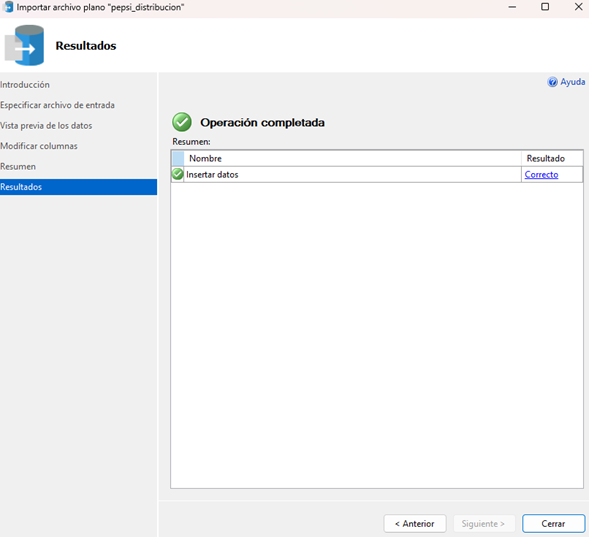 Importar archivo plano "pepsi_distribucion"
Resultados
Introducción
Especificar archivo de entrada
Vista previa de los datos
Modificar columnas
Resumen
Resultados
Ayuda
Operación completada
Resumen:
Nombre Resultado
Insertar datos Correcto
< Anterior Siguiente > Cerrar